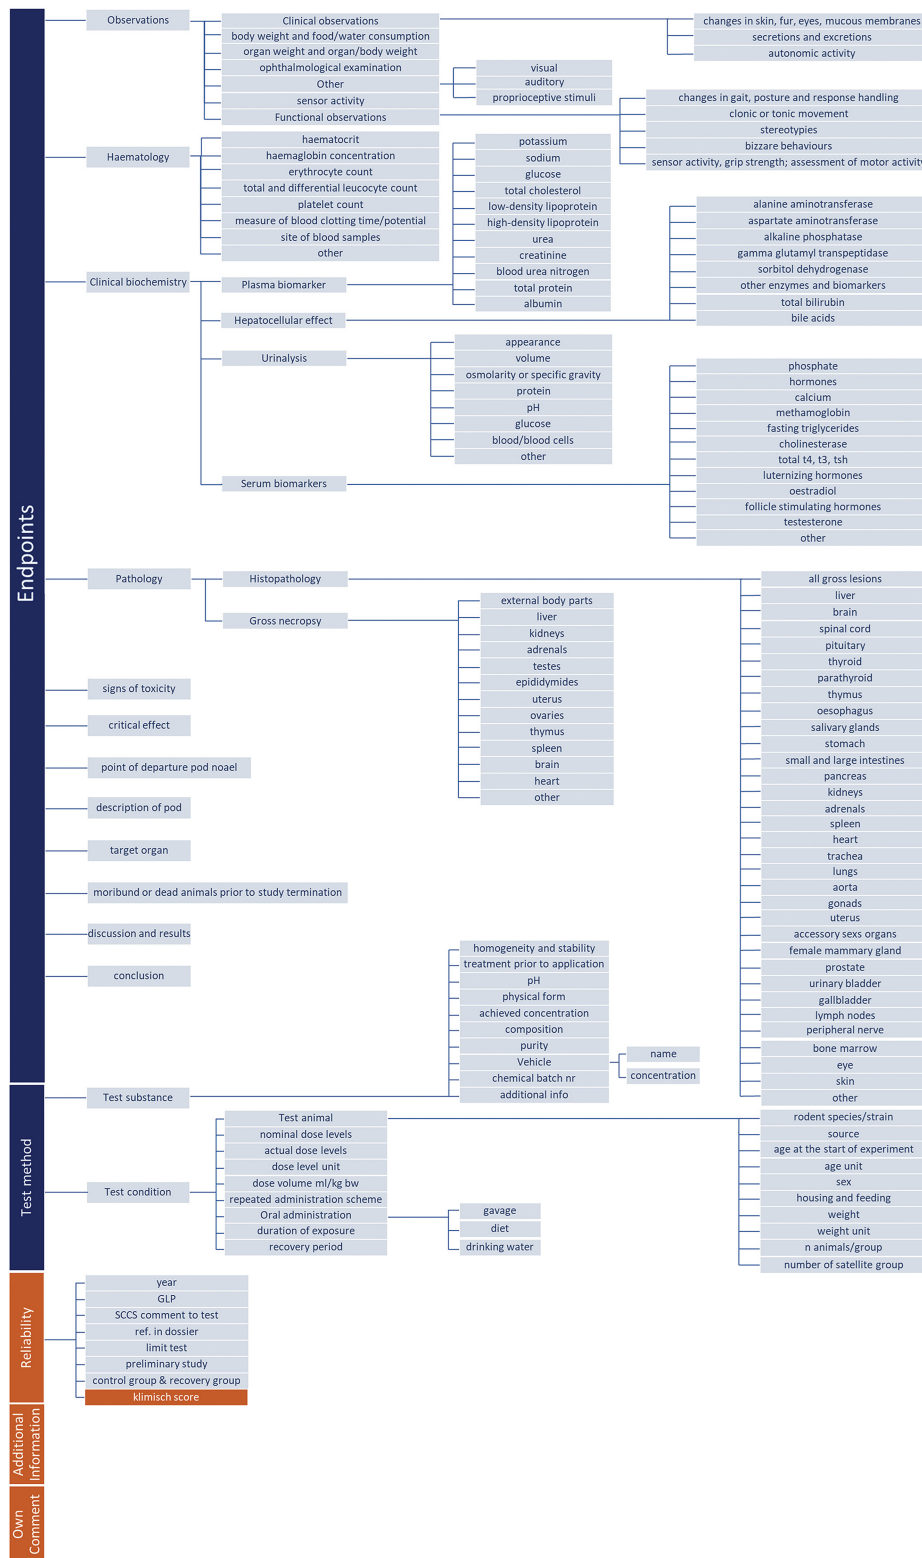 Endpoints
Observations
Clinical observations
body weight and food/water consumption
organ weight and organ/body weight
ophthalmological examination
Other
sensor activity
Functional observations
changes in skin, fur, eyes, mucous membranes
secretions and excretions
autonomic activity
visual
auditory
proprioceptive stimuli
changes in gait, posture and response handling
clonic or tonic movement
stereotypies
bizzare behaviours
sensor activity, grip strength; assessment of motor activity
Haematology
haematocrit
haemaglobin concentration
erythrocyte count
total and differential leucocyte count
platelet count
measure of blood clotting time/potential
site of blood samples
other
Clinical biochemistry
Plasma biomarker
potassium
sodium
glucose
total cholesterol
low-density lipoprotein
high-density lipoprotein
urea
creatinine
blood urea nitrogen
total protein
albumin
Hepatocellular effect
alanine aminotransferase
aspartate aminotransferase
alkaline phosphatase
gamma glutamyl transpeptidase
sorbitol dehydrogenase
other enzymes and biomarkers
total bilirubin
bile acids
Urinalysis
appearance
volume
osmolarity or specific gravity
protein
pH
glucose
blood/blood cells
other
Serum biomarkers
phosphate
hormones
calcium
methamoglobin
fasting triglycerides
cholinesterase
total t4, t3, tsh
luternizing hormones
oestradiol
follicle stimulating hormones
testesterone
other
Pathology
Histopathology
all gross lesions
liver
brain
spinal cord
pituitary
thyroid
parathyroid
thymus
oesophagus
salivary glands
stomach
small and large intestines
pancreas
kidneys
adrenals
spleen
heart
trachea
lungs
aorta
gonads
uterus
accessory sexs organs
female mammary gland
prostate
urinary bladder
gallbladder
lymph nodes
peripheral nerve
bone marrow
eye
skin
other
Gross necropsy
external body parts
liver
kidneys
adrenals
testes
epididymides
uterus
ovaries
thymus
spleen
brain
heart
other
signs of toxicity
critical effect
point of departure pod noael
description of pod
target organ
moribund or dead animals prior to study termination
discussion and results
conclusion
Test method
Test substance
homogeneity and stability
treatment prior to application
pH
physical form
achieved concentration
composition
purity
Vehicle
chemical batch nr
additional info
name
concentration
Test condition
Test animal
nominal dose levels
actual dose levels
dose level unit
dose volume ml/kg bw
repeated administration scheme
Oral administration
duration of exposure
recovery period
gavage
diet
drinking water
rodent species/strain
source
age at the start of experiment
age unit
sex
housing and feeding
weight
weight unit
n animals/group
number of satellite group
Reliability
year
GLP
SCCS comment to test
ref. in dossier
limit test
preliminary study
control group & recovery group
klimisch score
Additional
Information
Own
Comment